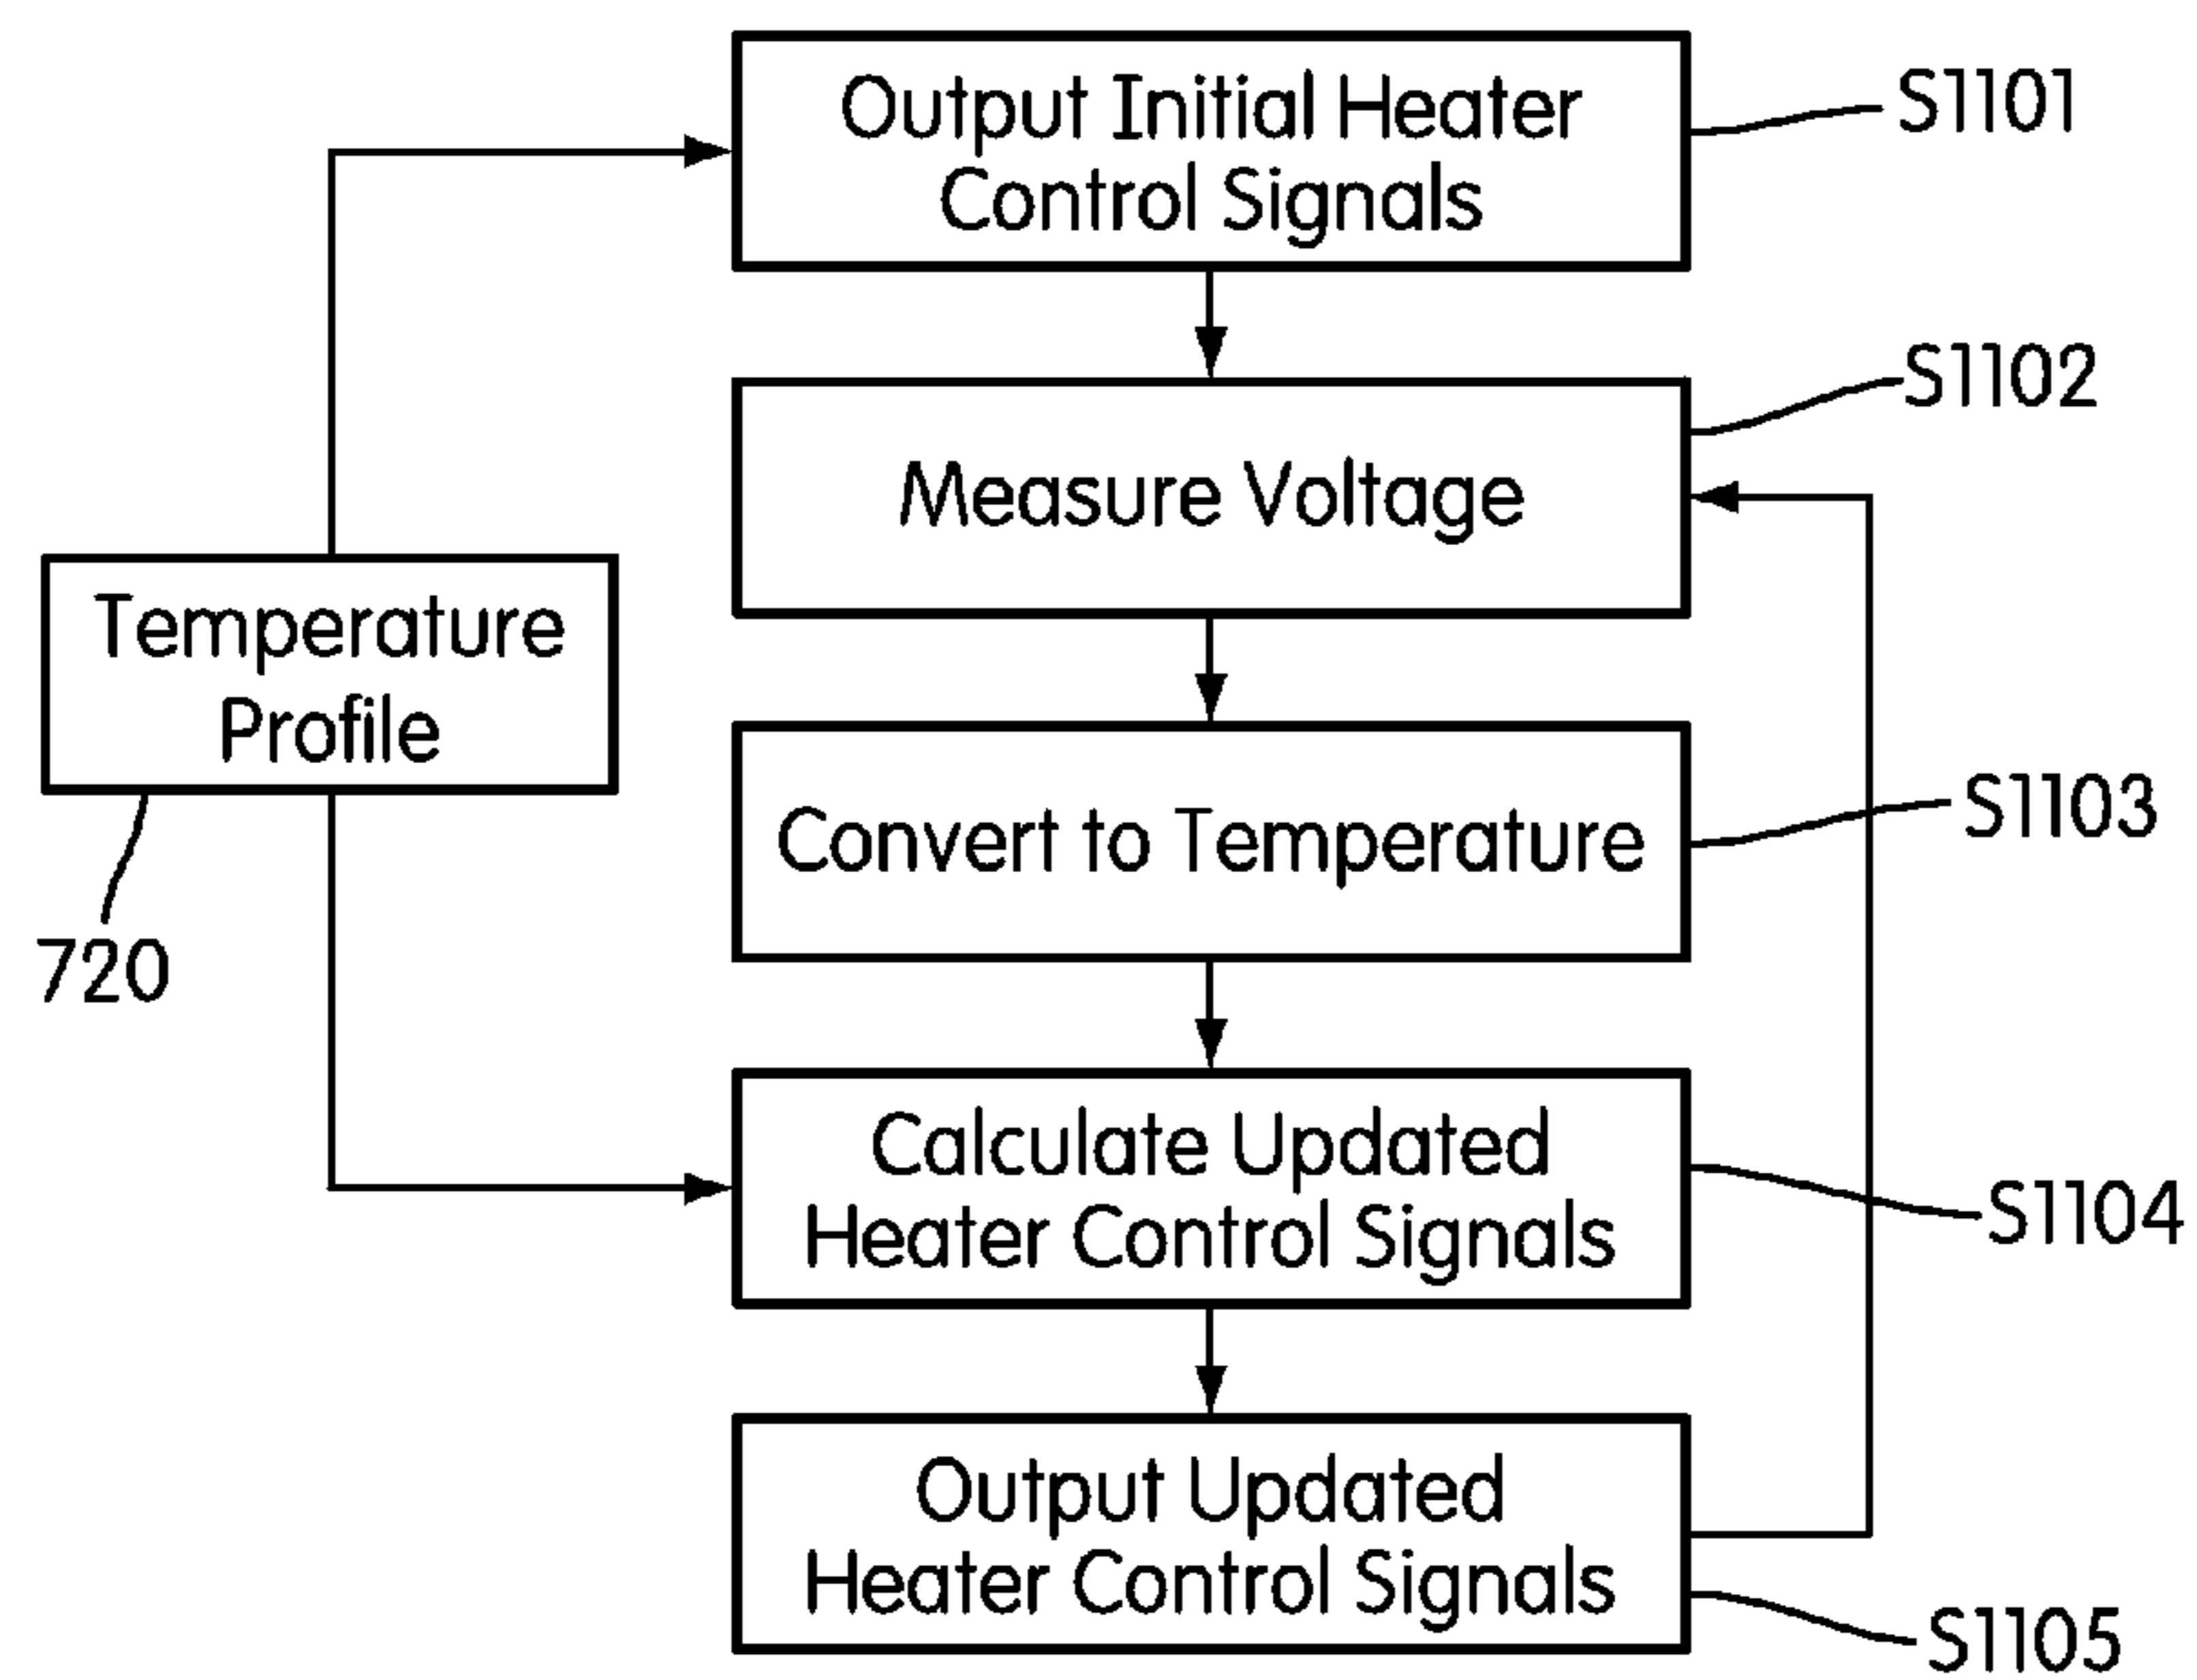 Output Initial Heater
Control Signals
S1101
S1102
Measure Voltage
Temperature
Profile
720
Convert to Temperature
S1103
Calculate Updated
Heater Control Signals
S1104
Output Updated
Heater Control Signals
S1105